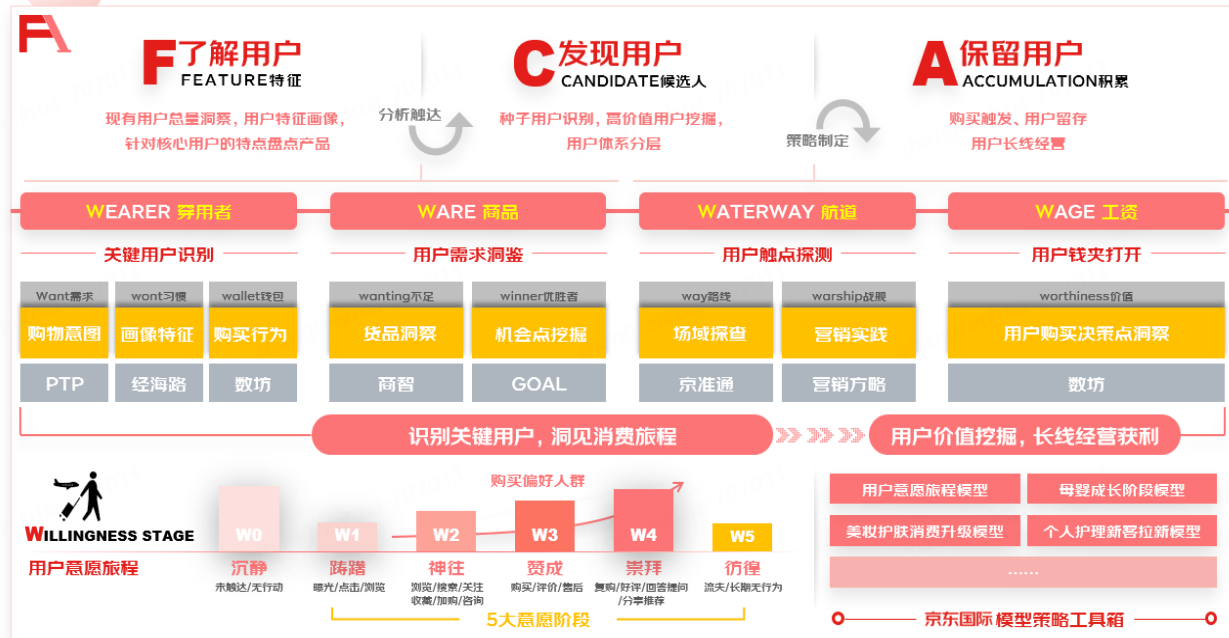 FA
F 了解用户
FEATURE特征
现有用户总量洞察，用户特征画像，
针对核心用户的特点盘点产品
分析触达
C 发现用户
CANDIDATE候选人
种子用户识别，高价值用户挖掘，
用户体系分层
策略制定
A 保留用户
ACCUMULATION积累
购买触发、用户留存
用户长线经营
WEARER 穿用者
WARE 商品
WATERWAY 航道
WAGE 工资
关键用户识别
用户需求洞鉴
用户触点探测
用户钱夹打开
Want需求
wont习惯
wallet钱包
wanting不足
winner优胜者
way路线
warship战舰
worthiness价值
购物意图
画像特征
购买行为
货品洞察
机会点挖掘
场域探查
营销实践
用户购买决策点洞察
PTP
经海路
数坊
商智
GOAL
京准通
营销方略
数坊
识别关键用户，洞见消费旅程
用户价值挖掘，长线经营获利
WILLINGNESS STAGE
用户意愿旅程
购买偏好人群
W0
W1
W2
W3
W4
W5
沉静
踌躇
神往
赞成
崇拜
彷徨
未触达/无行动
曝光/点击/浏览
浏览/搜索/关注
收藏/加购/咨询
购买/评价/售后
复购/好评/回答提问
/分享推荐
流失/长期无行为
5大意愿阶段
用户意愿旅程模型
母婴成长阶段模型
美妆护肤消费升级模型
个人护理新客拉新模型
......
京东国际 模型策略工具箱